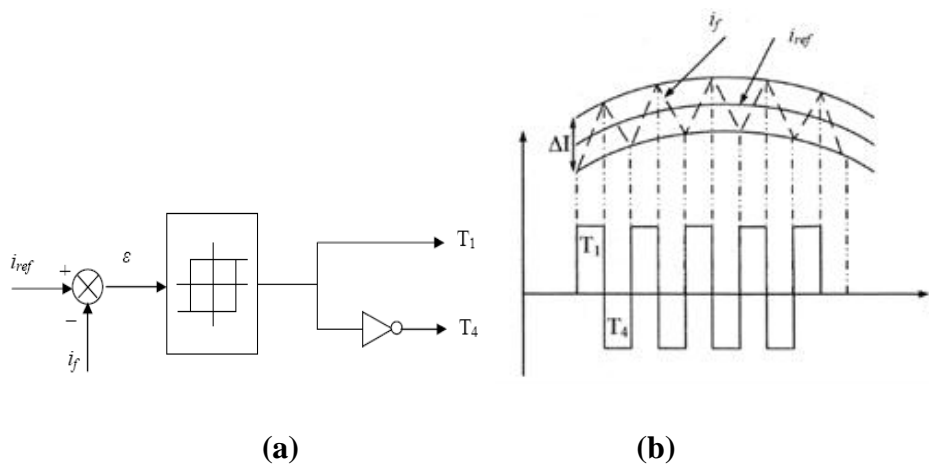 i_ref
+
−
i_f
ε
T₁
T₄
(a)
i_f
i_ref
ΔI
T₁
T₄
(b)